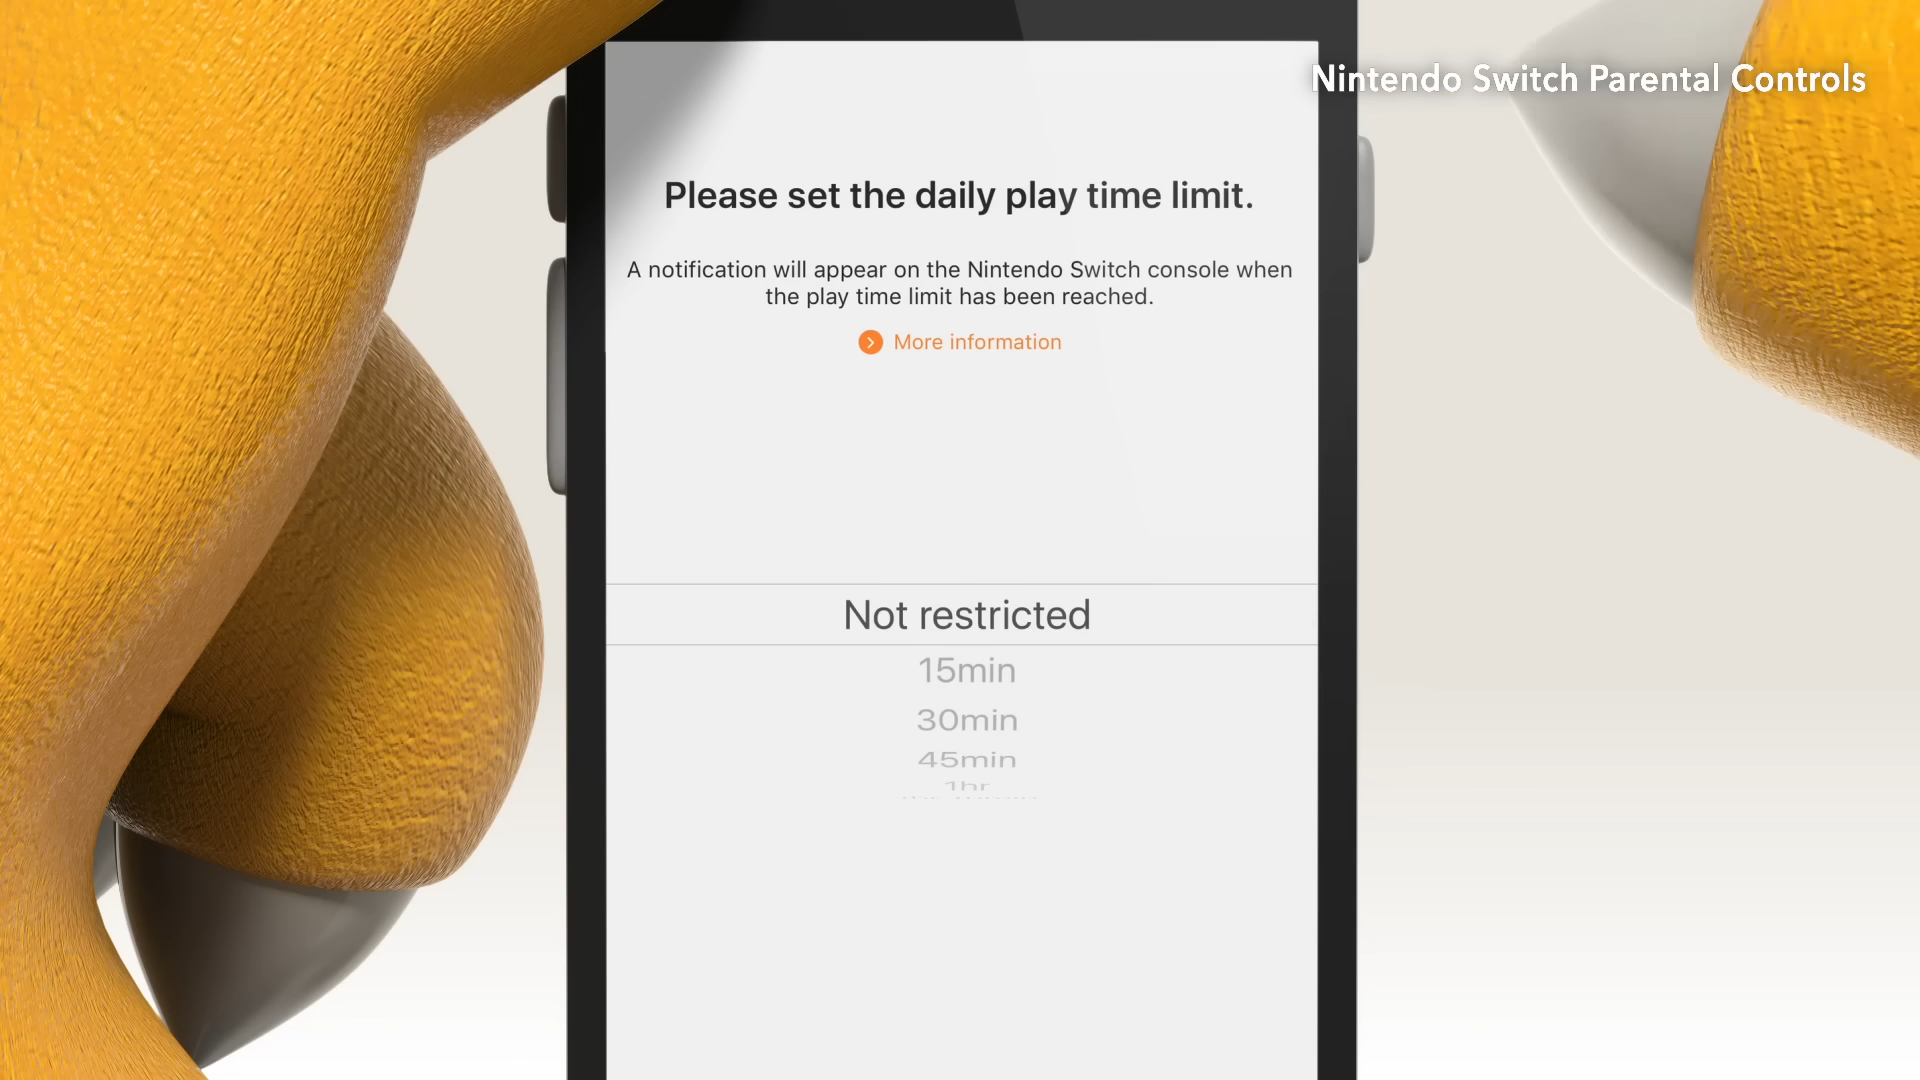 Nintendo Switch Parental Controls
Please set the daily play time limit.
A notification will appear on the Nintendo Switch console when
the play time limit has been reached.
More information
Not restricted
15min
30min
45min
1hr